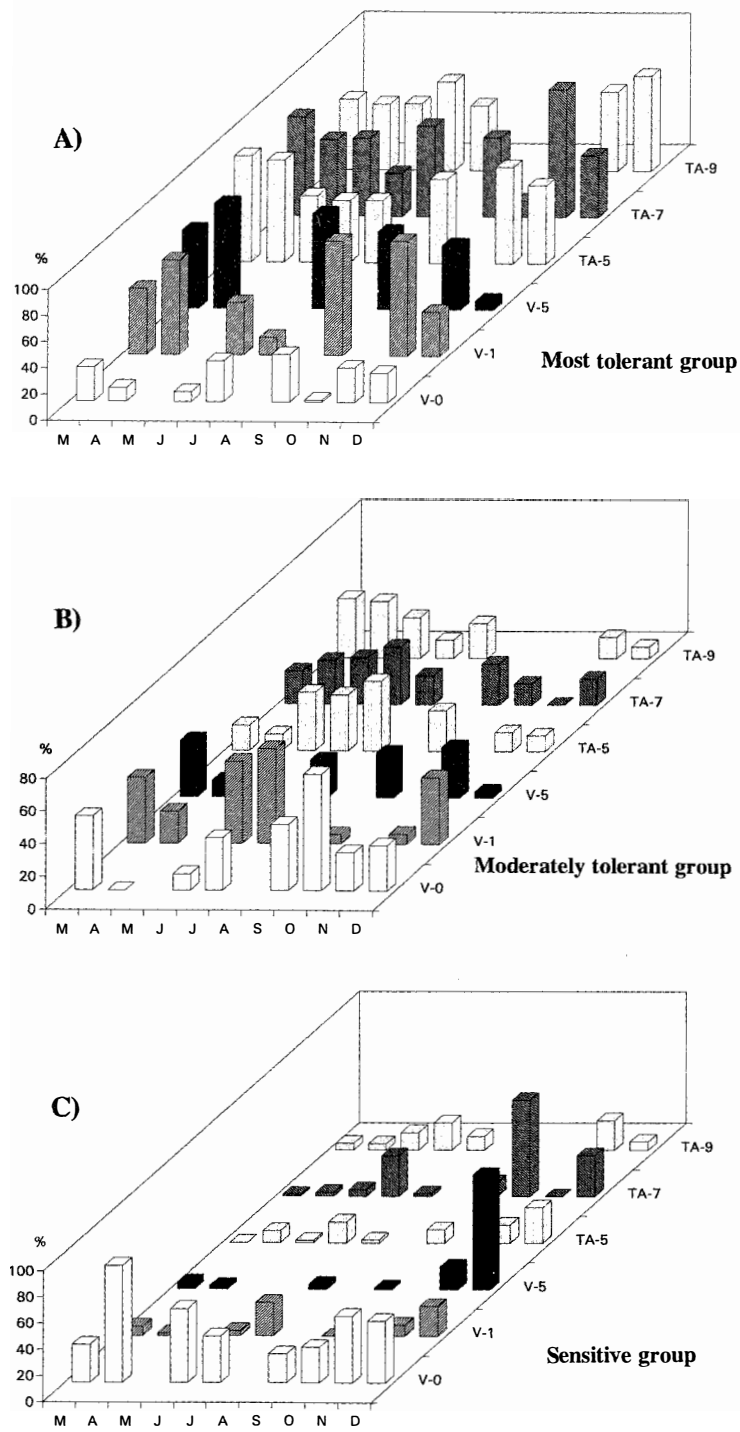 A)
%
100
80
60
40
20
0
M A M J J A S O N D
V-0
V-1
V-5
TA-5
TA-7
TA-9
Most tolerant group
B)
%
80
60
40
20
0
M A M J J A S O N D
V-0
V-1
V-5
TA-5
TA-7
TA-9
Moderately tolerant group
C)
%
100
80
60
40
20
0
M A M J J A S O N D
V-0
V-1
V-5
TA-5
TA-7
TA-9
Sensitive group